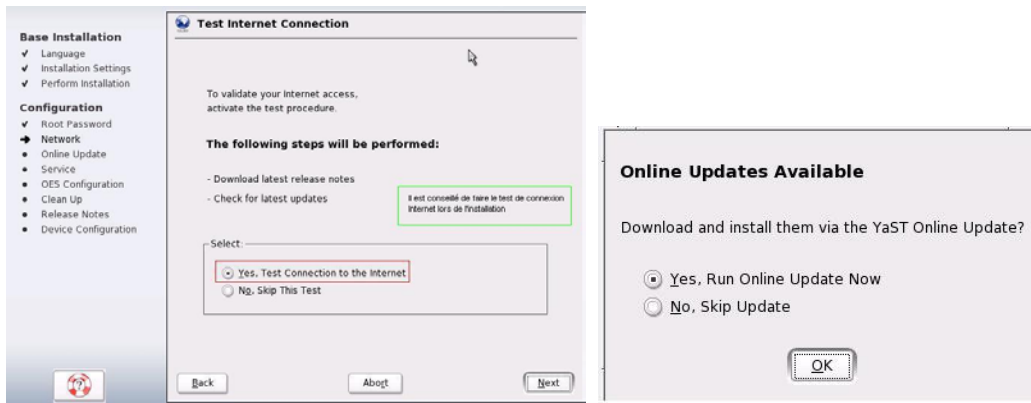 Base Installation
Language
Installation Settings
Perform Installation
Configuration
Root Password
Network
Online Update
Service
OES Configuration
Clean Up
Release Notes
Device Configuration
Test Internet Connection
To validate your Internet access,
activate the test procedure.
The following steps will be performed:
- Download latest release notes
- Check for latest updates
Il est conseillé de faire le test de connexion
Internet lors de l'installation
Select:
Yes, Test Connection to the Internet
No, Skip This Test
Back
Abort
Next
Online Updates Available
Download and install them via the YaST Online Update?
Yes, Run Online Update Now
No, Skip Update
OK